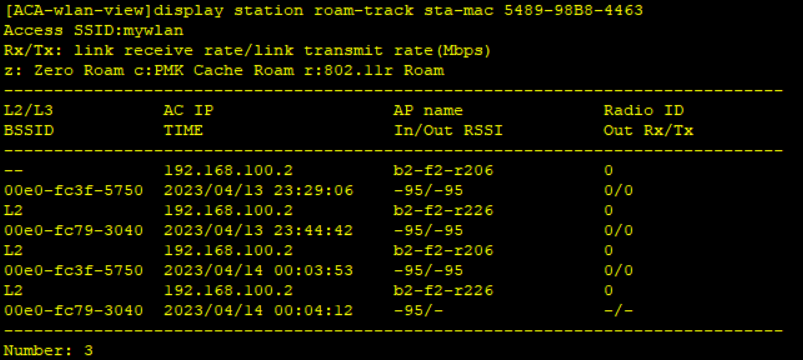 [ACA-wlan-view]display station roam-track sta-mac 5489-98B8-4463
Access SSID:mywlan
Rx/Tx: link receive rate/link transmit rate(Mbps)
z: Zero Roam c:PMK Cache Roam r:802.11r Roam
------------------------------------------------------------------------------
L2/L3 AC IP AP name Radio ID
BSSID TIME In/Out RSSI Out Rx/Tx
------------------------------------------------------------------------------
-- 192.168.100.2 b2-f2-r206 0
00e0-fc3f-5750 2023/04/13 23:29:06 -95/-95 0/0
L2 192.168.100.2 b2-f2-r226 0
00e0-fc79-3040 2023/04/13 23:44:42 -95/-95 0/0
L2 192.168.100.2 b2-f2-r206 0
00e0-fc3f-5750 2023/04/14 00:03:53 -95/-95 0/0
L2 192.168.100.2 b2-f2-r226 0
00e0-fc79-3040 2023/04/14 00:04:12 -95/- -/-
------------------------------------------------------------------------------
Number: 3